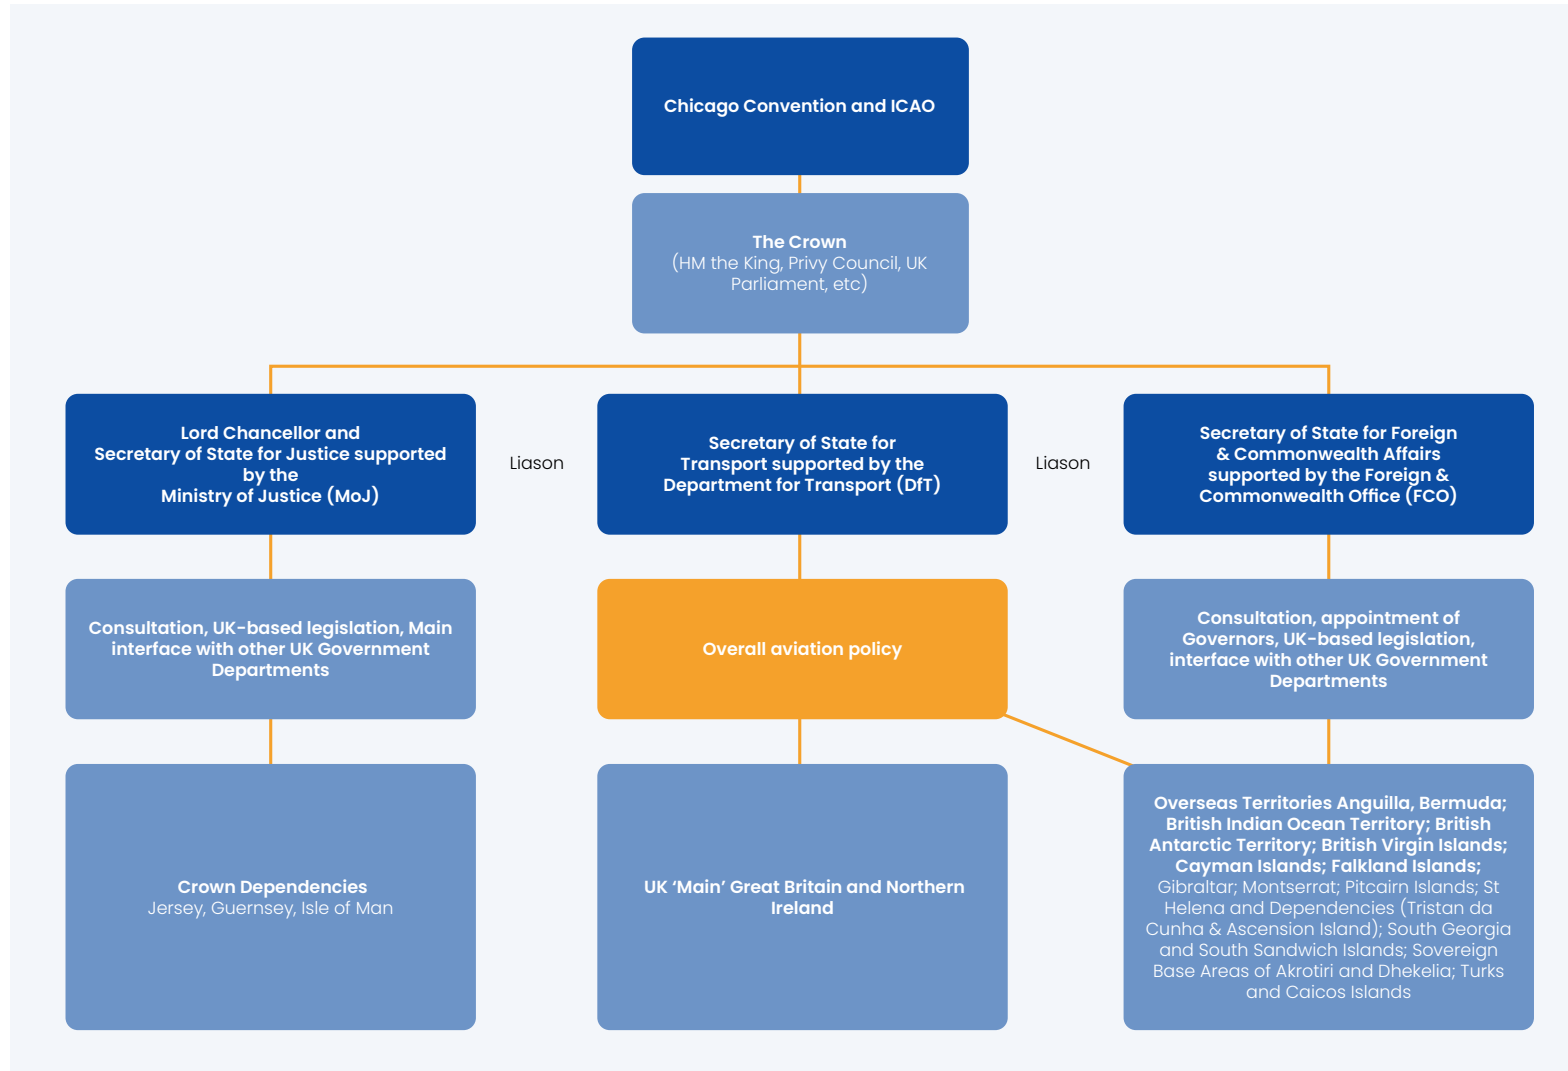 Chicago Convention and ICAO
The Crown
(HM the King, Privy Council, UK
Parliament, etc)
Lord Chancellor and
Secretary of State for Justice supported
by the
Ministry of Justice (MoJ)
Liason
Secretary of State for
Transport supported by the
Department for Transport (DfT)
Liason
Secretary of State for Foreign
& Commonwealth Affairs
supported by the Foreign &
Commonwealth Office (FCO)
Consultation, UK-based legislation, Main
interface with other UK Government
Departments
Overall aviation policy
Consultation, appointment of
Governors, UK-based legislation,
interface with other UK Government
Departments
Crown Dependencies
Jersey, Guernsey, Isle of Man
UK ‘Main’ Great Britain and Northern
Ireland
Overseas Territories Anguilla, Bermuda;
British Indian Ocean Territory; British
Antarctic Territory; British Virgin Islands;
Cayman Islands; Falkland Islands;
Gibraltar; Montserrat; Pitcairn Islands; St
Helena and Dependencies (Tristan da
Cunha & Ascension Island); South Georgia
and South Sandwich Islands; Sovereign
Base Areas of Akrotiri and Dhekelia; Turks
and Caicos Islands